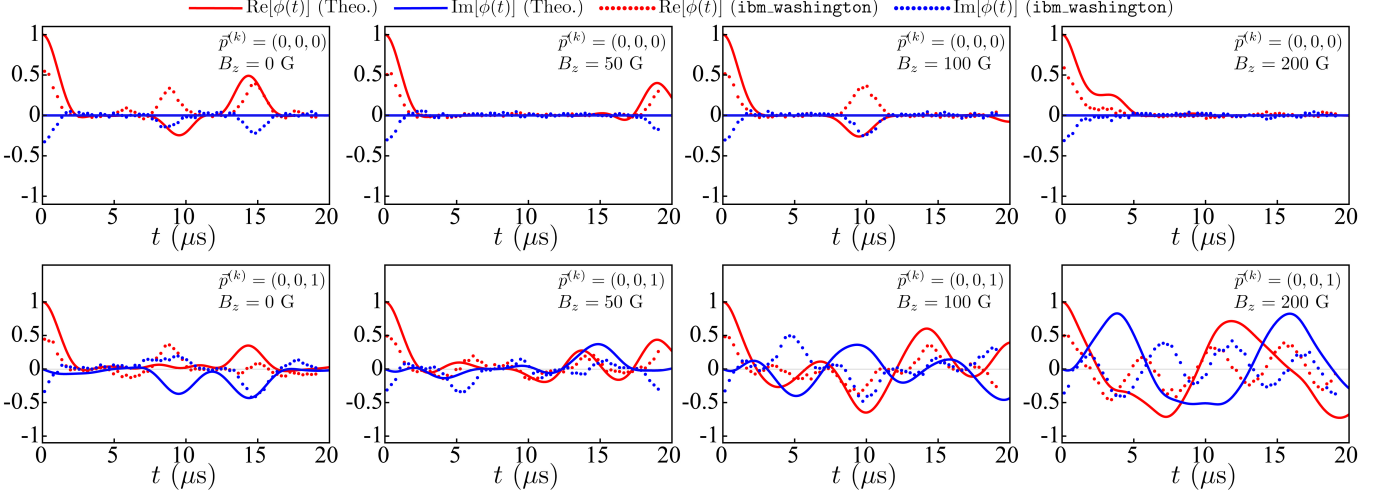 Re[ϕ(t)] (Theo.) Im[ϕ(t)] (Theo.) Re[ϕ(t)] (ibm_washington) Im[ϕ(t)] (ibm_washington)
1
0.5
0
-0.5
-1
0 5 10 15 20
t (μs)
p⃗^(k) = (0, 0, 0)
B_z = 0 G
1
0.5
0
-0.5
-1
0 5 10 15 20
t (μs)
p⃗^(k) = (0, 0, 0)
B_z = 50 G
1
0.5
0
-0.5
-1
0 5 10 15 20
t (μs)
p⃗^(k) = (0, 0, 0)
B_z = 100 G
1
0.5
0
-0.5
-1
0 5 10 15 20
t (μs)
p⃗^(k) = (0, 0, 0)
B_z = 200 G
1
0.5
0
-0.5
-1
0 5 10 15 20
t (μs)
p⃗^(k) = (0, 0, 1)
B_z = 0 G
1
0.5
0
-0.5
-1
0 5 10 15 20
t (μs)
p⃗^(k) = (0, 0, 1)
B_z = 50 G
1
0.5
0
-0.5
-1
0 5 10 15 20
t (μs)
p⃗^(k) = (0, 0, 1)
B_z = 100 G
1
0.5
0
-0.5
-1
0 5 10 15 20
t (μs)
p⃗^(k) = (0, 0, 1)
B_z = 200 G